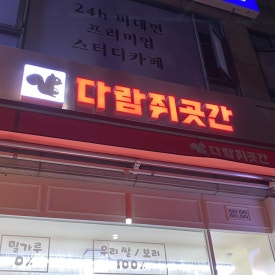 24h 비대면
프리미엄
스터디카페
다람쥐곳간
다람쥐곳간
밀가루
0%
우리쌀/보리
100%